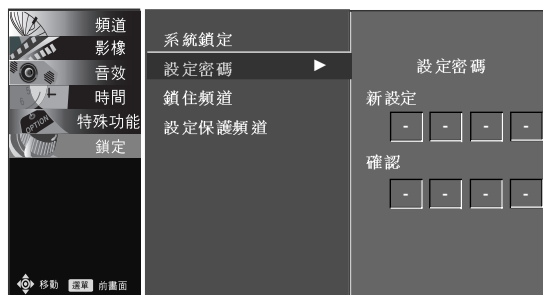 頻道
影像
音效
時間
OPTION
特殊功能
鎖定
移動 選單 前畫面
系統鎖定
設定密碼 ▶
鎖住頻道
設定保護頻道
設定密碼
新設定
- - - -
確認
- - - -